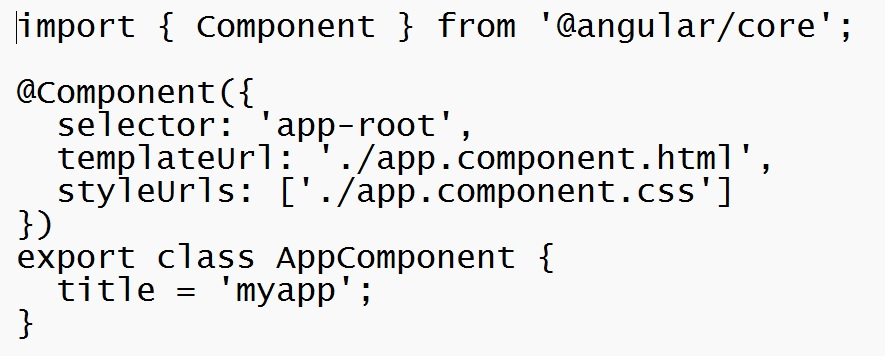 import { Component } from '@angular/core';
@Component({
  selector: 'app-root',
  templateUrl: './app.component.html',
  styleUrls: ['./app.component.css']
})
export class AppComponent {
  title = 'myapp';
}